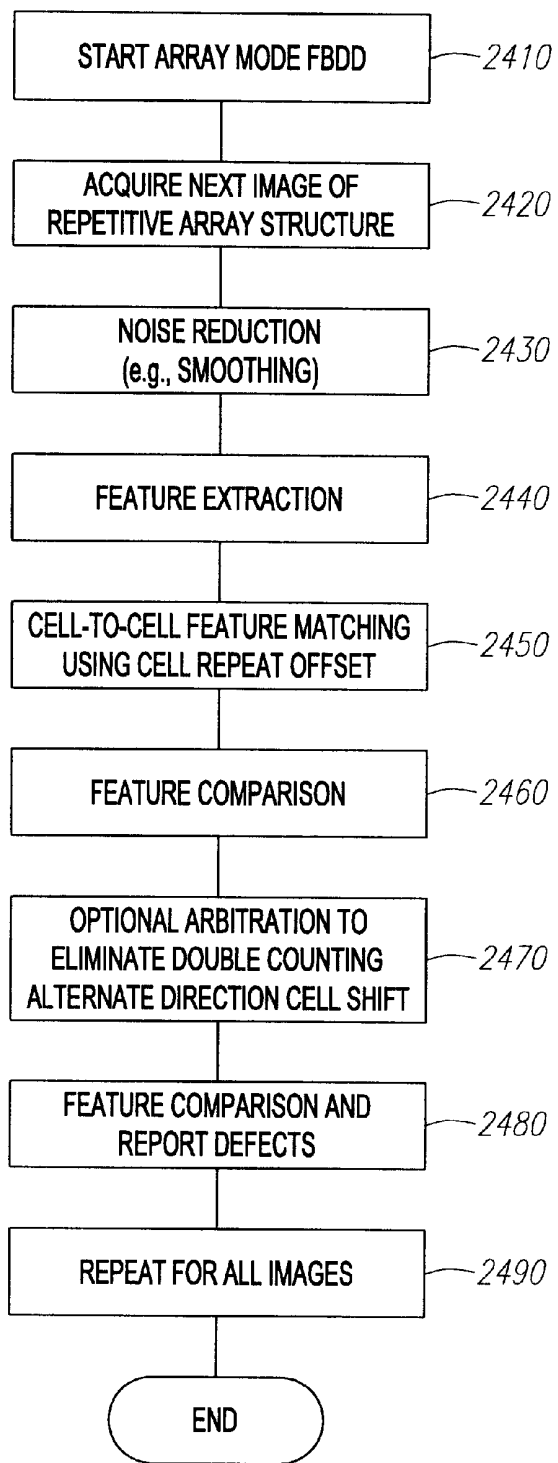 START ARRAY MODE FBDD
2410
ACQUIRE NEXT IMAGE OF
REPETITIVE ARRAY STRUCTURE
2420
NOISE REDUCTION
(e.g., SMOOTHING)
2430
FEATURE EXTRACTION
2440
CELL-TO-CELL FEATURE MATCHING
USING CELL REPEAT OFFSET
2450
FEATURE COMPARISON
2460
OPTIONAL ARBITRATION TO
ELIMINATE DOUBLE COUNTING
ALTERNATE DIRECTION CELL SHIFT
2470
FEATURE COMPARISON AND
REPORT DEFECTS
2480
REPEAT FOR ALL IMAGES
2490
END